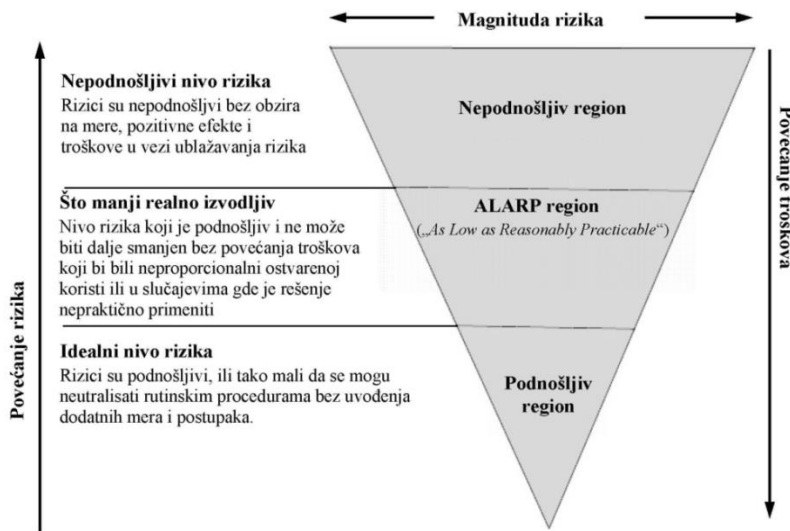 Magnituda rizika
Nepodnošljivi nivo rizika
Rizici su nepodnošljvi bez obzira
na mere, pozitivne efekte i
troškove u vezi ublažavanja rizika
Nepodnošljiv region
Što manji realno izvodljiv
Nivo rizika koji je podnošljiv i ne može
biti dalje smanjen bez povećanja troškova
koji bi bili neproporcionalni ostvarenoj
koristi ili u slučajevima gde je rešenje
nepraktično primeniti
ALARP region
(„As Low as Reasonably Practicable“)
Idealni nivo rizika
Rizici su podnošljivi, ili tako mali da se mogu
neutralisati rutinskim procedurama bez uvođenja
dodatnih mera i postupaka.
Podnošljiv
region
Povećanje rizika
Povecanje troskova